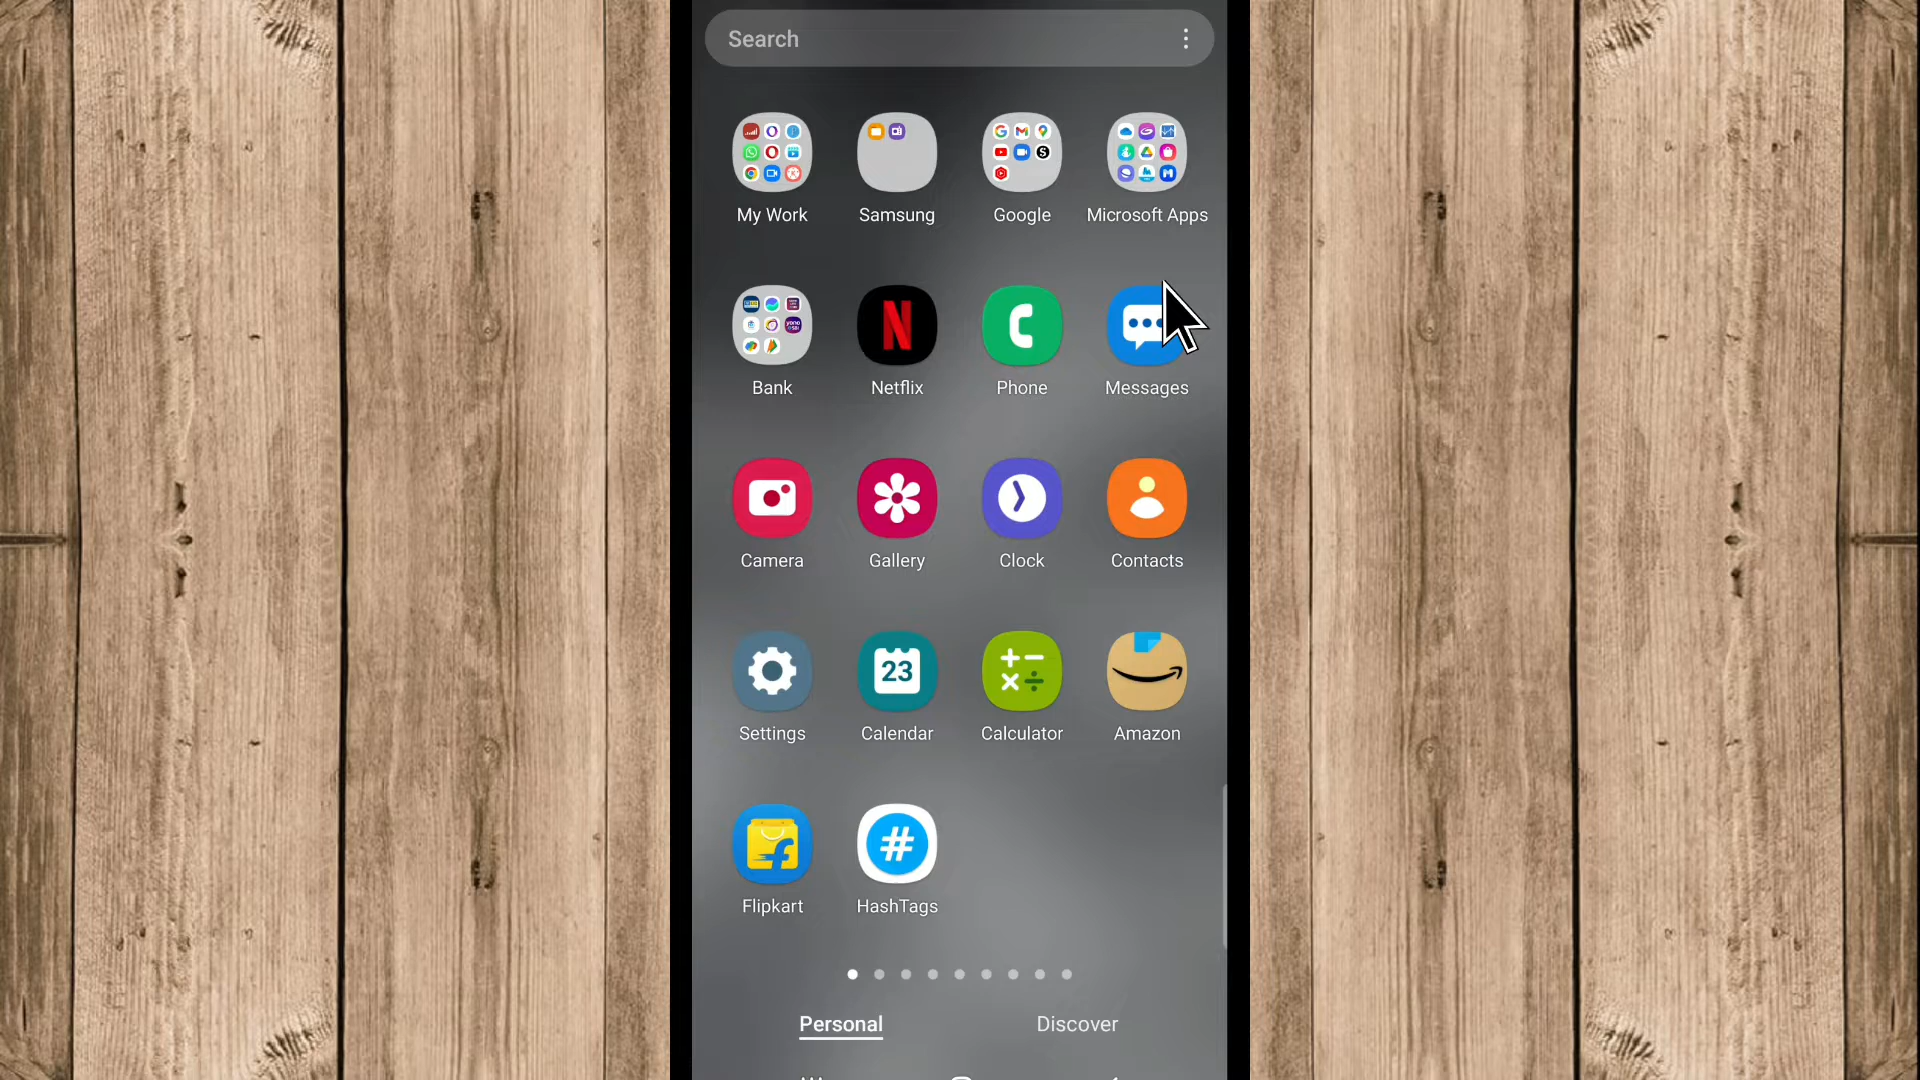 Search
My Work Samsung Google Microsoft Apps
Bank Netflix Phone Messages
Camera Gallery Clock Contacts
23
Settings Calendar Calculator Amazon
Flipkart HashTags
Personal Discover